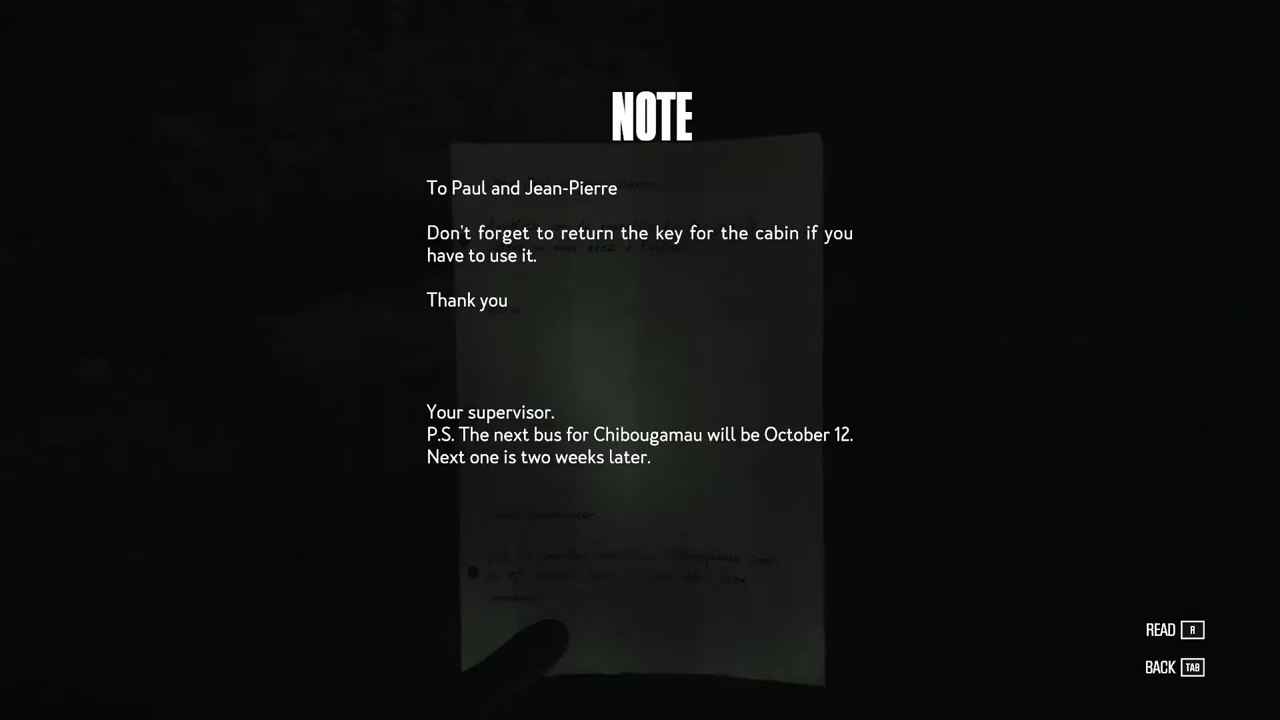 NOTE
To Paul and Jean-Pierre
Don't forget to return the key for the cabin if you
have to use it.
Thank you
Your supervisor.
P.S. The next bus for Chibougamau will be October 12.
Next one is two weeks later.
READ R
BACK TAB